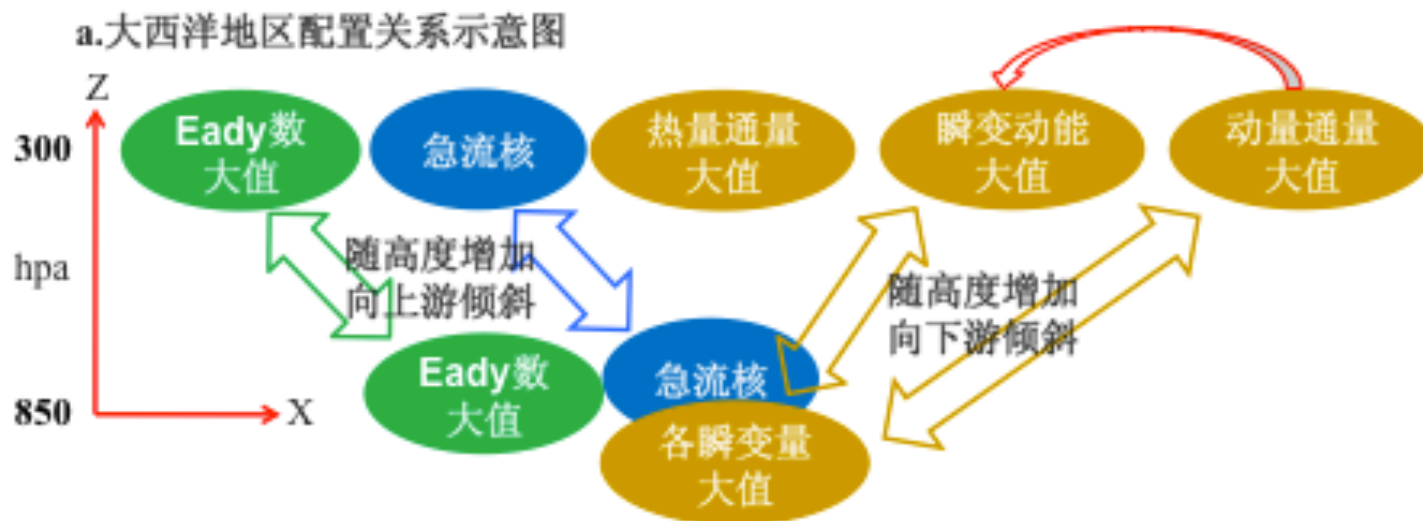 a.大西洋地区配置关系示意图
Z
300
hpa
850
X
Eady数
大值
急流核
热量通量
大值
瞬变动能
大值
动量通量
大值
随高度增加
向上游倾斜
随高度增加
向下游倾斜
Eady数
大值
急流核
各瞬变量
大值